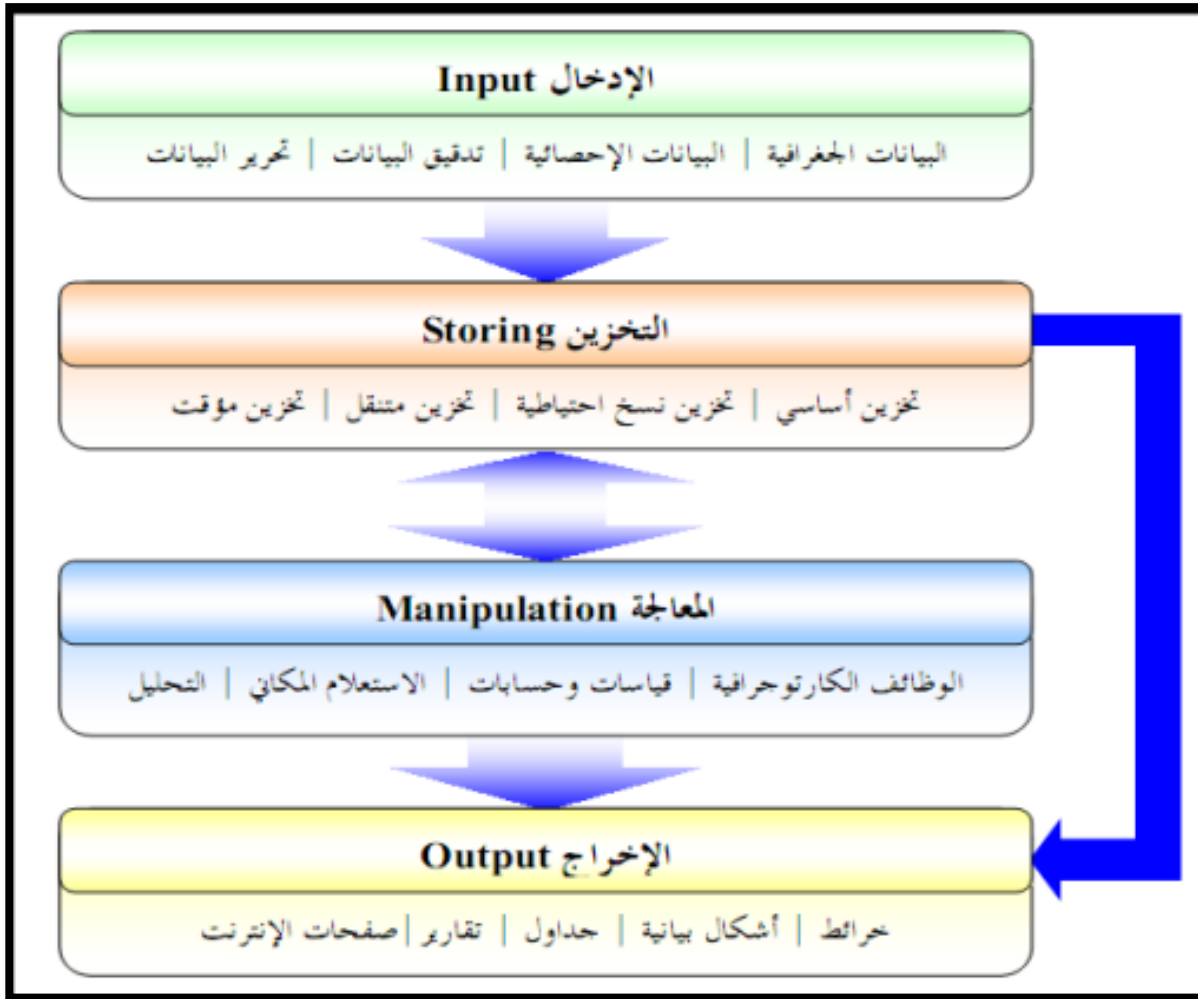 الإدخال Input
البيانات الجغرافية | البيانات الإحصائية | تدقيق البيانات | تحرير البيانات
التخزين Storing
تخزين أساسي | تخزين نسخ احتياطية | تخزين متنقل | تخزين مؤقت
المعالجة Manipulation
الوظائف الكارتوجرافية | قياسات وحسابات | الاستعلام المكاني | التحليل
الإخراج Output
خرائط | أشكال بيانية | جداول | تقارير | صفحات الإنترنت